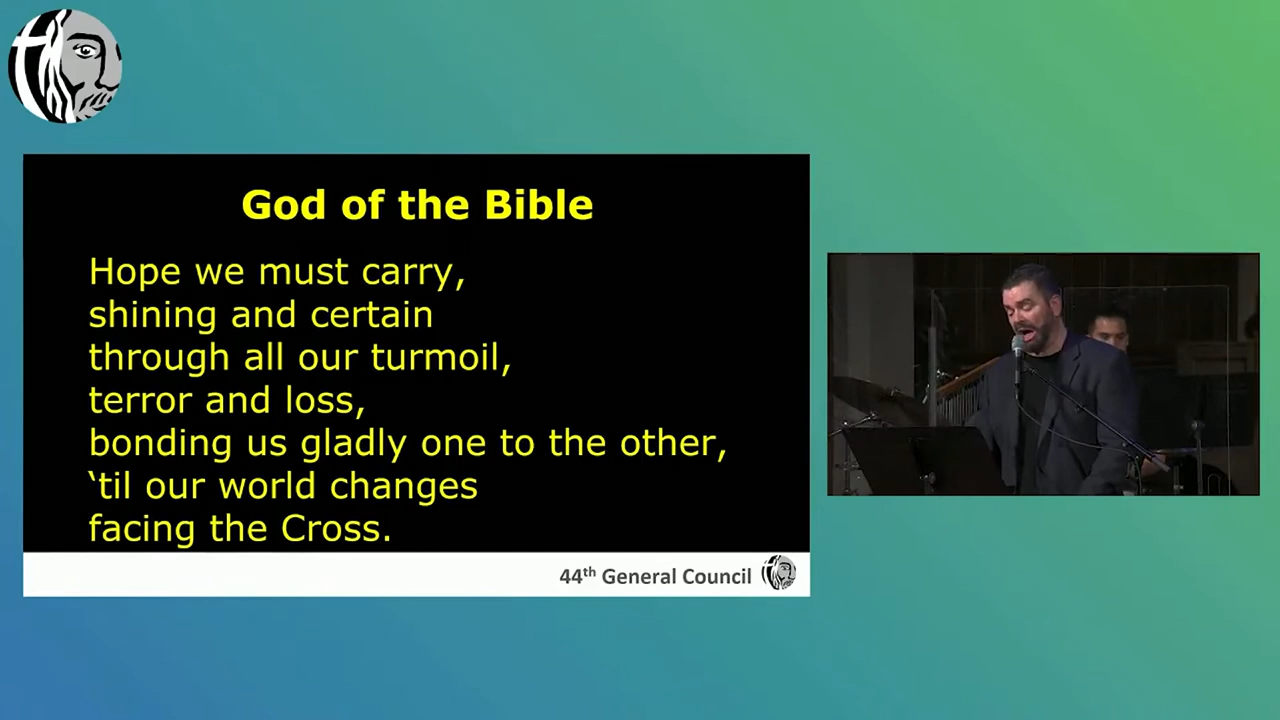 God of the Bible
Hope we must carry,
shining and certain
through all our turmoil,
terror and loss,
bonding us gladly one to the other,
‘til our world changes
facing the Cross.
44th General Council